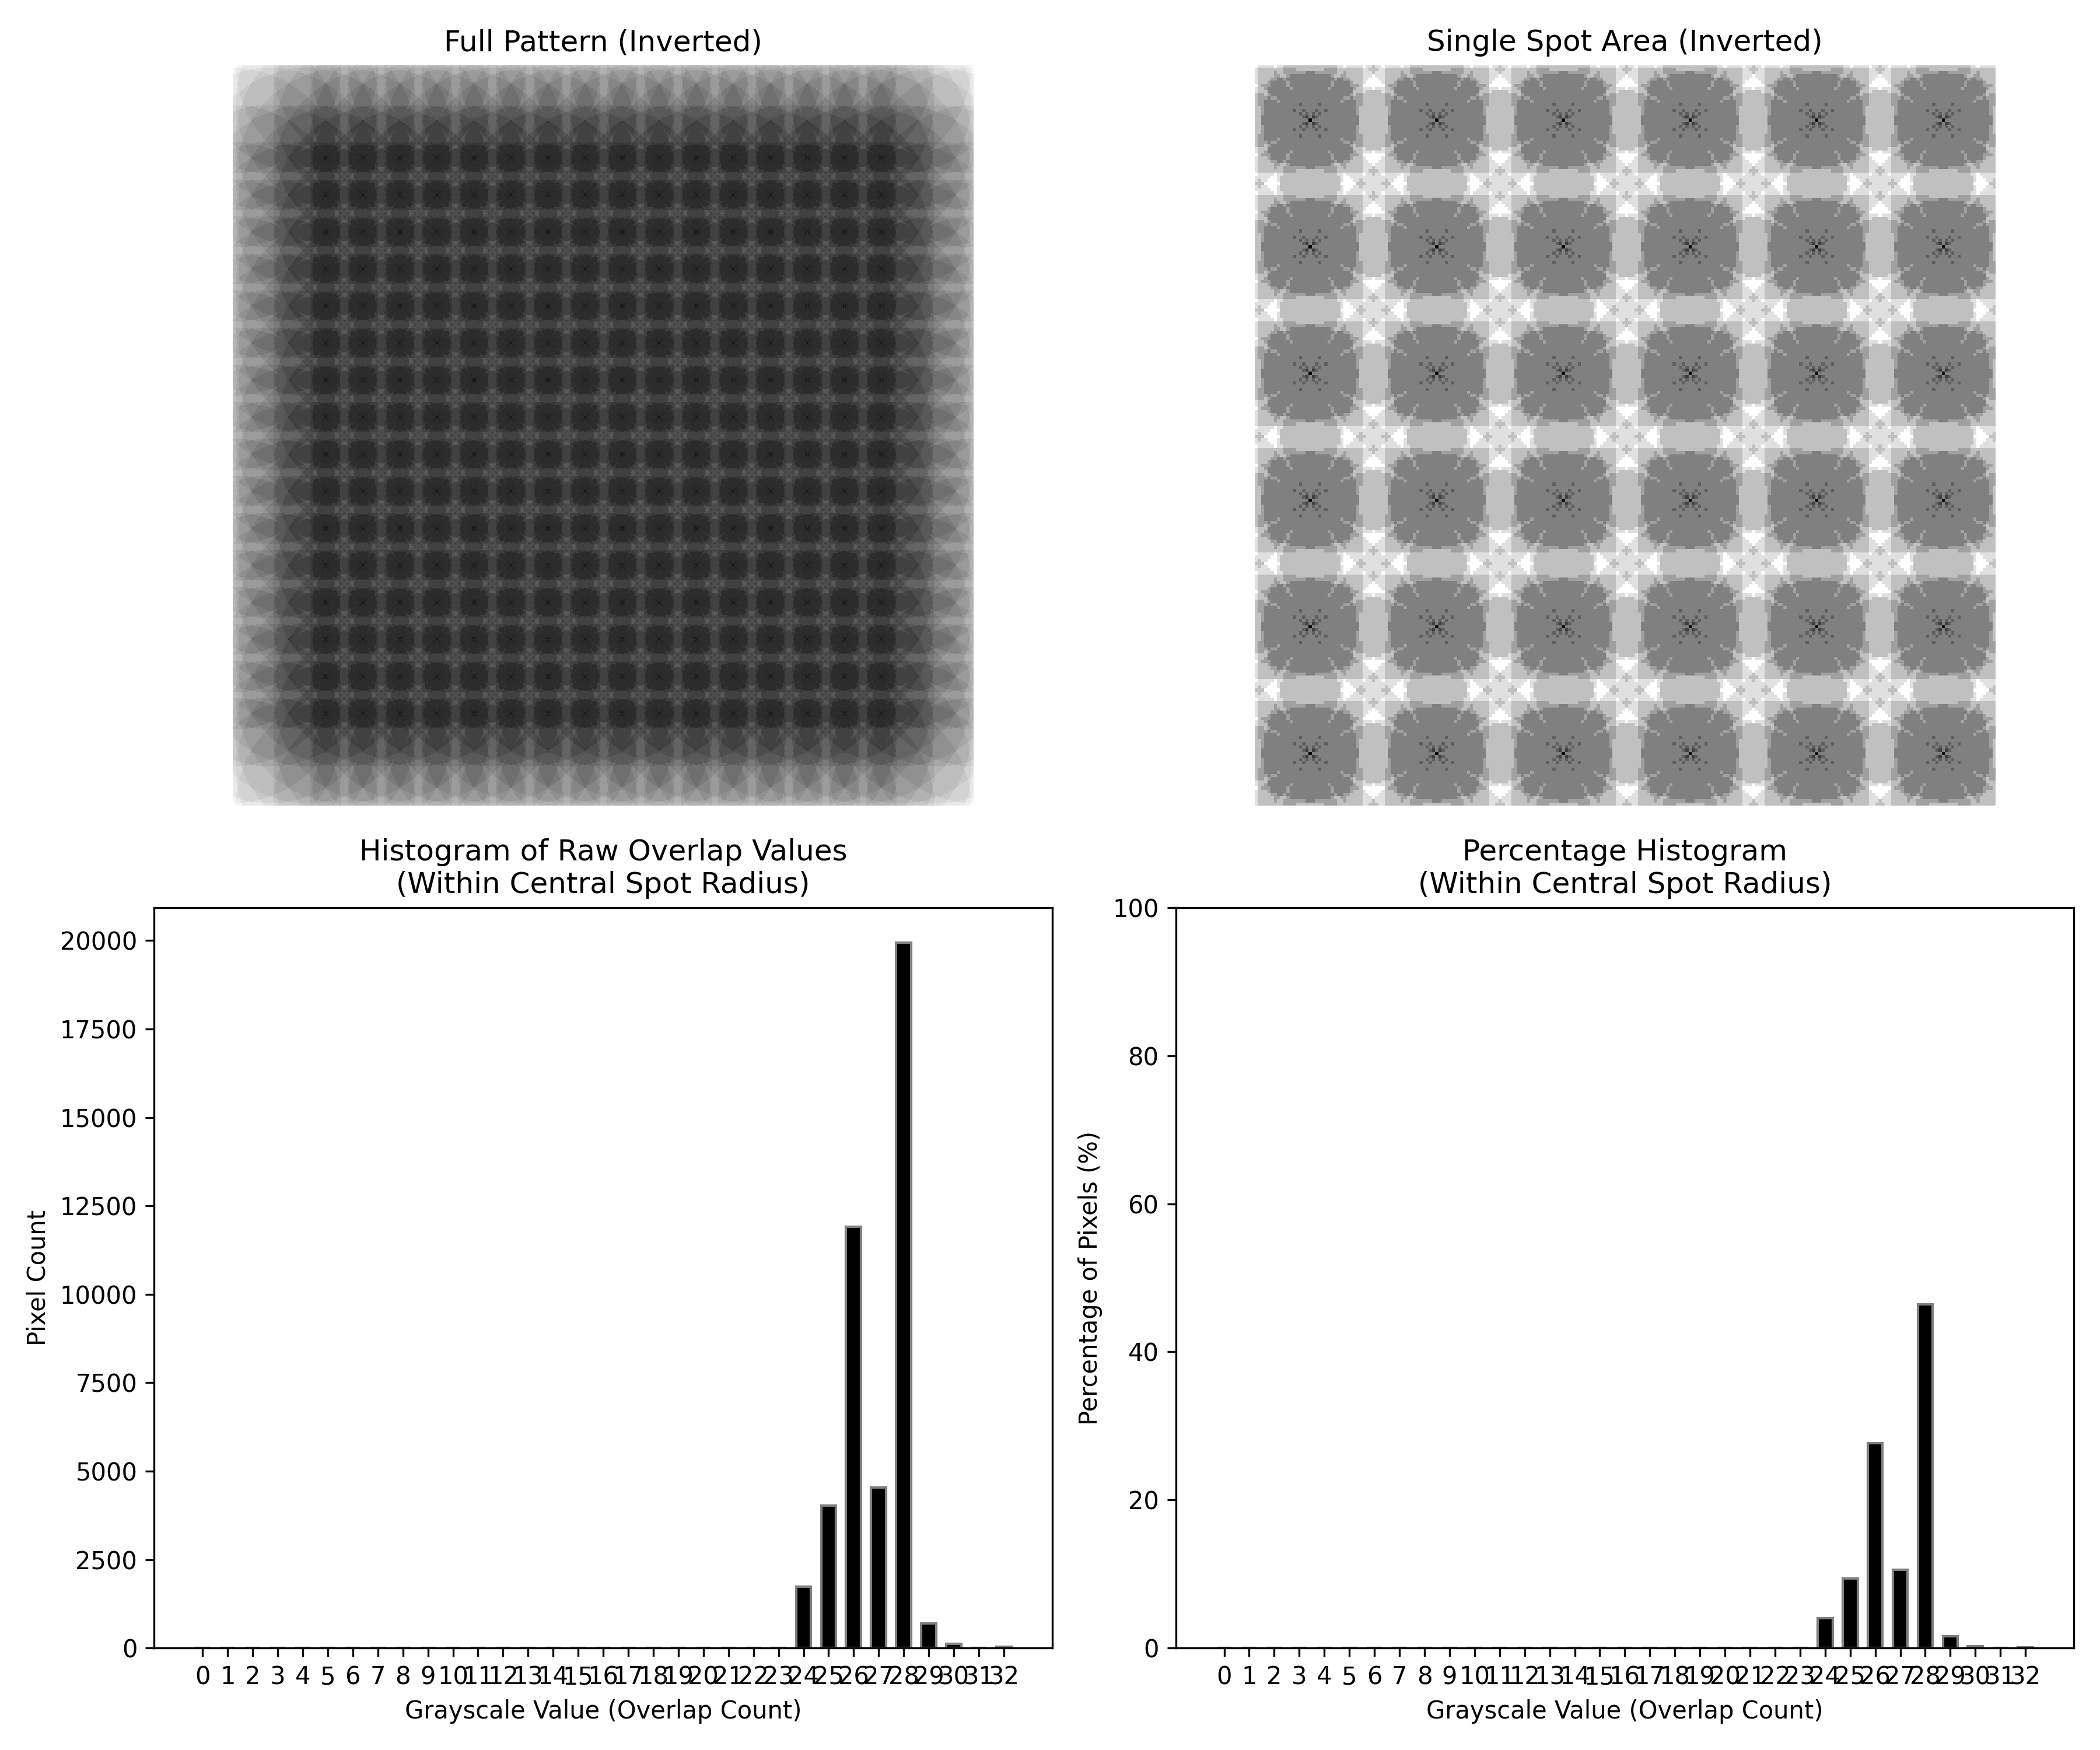 Full Pattern (Inverted)
Single Spot Area (Inverted)
Histogram of Raw Overlap Values
(Within Central Spot Radius)
20000
17500
15000
12500
10000
7500
5000
2500
0
Pixel Count
0 1 2 3 4 5 6 7 8 9 10 11 12 13 14 15 16 17 18 19 20 21 22 23 24 25 26 27 28 29 30 31 32
Grayscale Value (Overlap Count)
Percentage Histogram
(Within Central Spot Radius)
100
80
60
40
20
0
Percentage of Pixels (%)
0 1 2 3 4 5 6 7 8 9 10 11 12 13 14 15 16 17 18 19 20 21 22 23 24 25 26 27 28 29 30 31 32
Grayscale Value (Overlap Count)